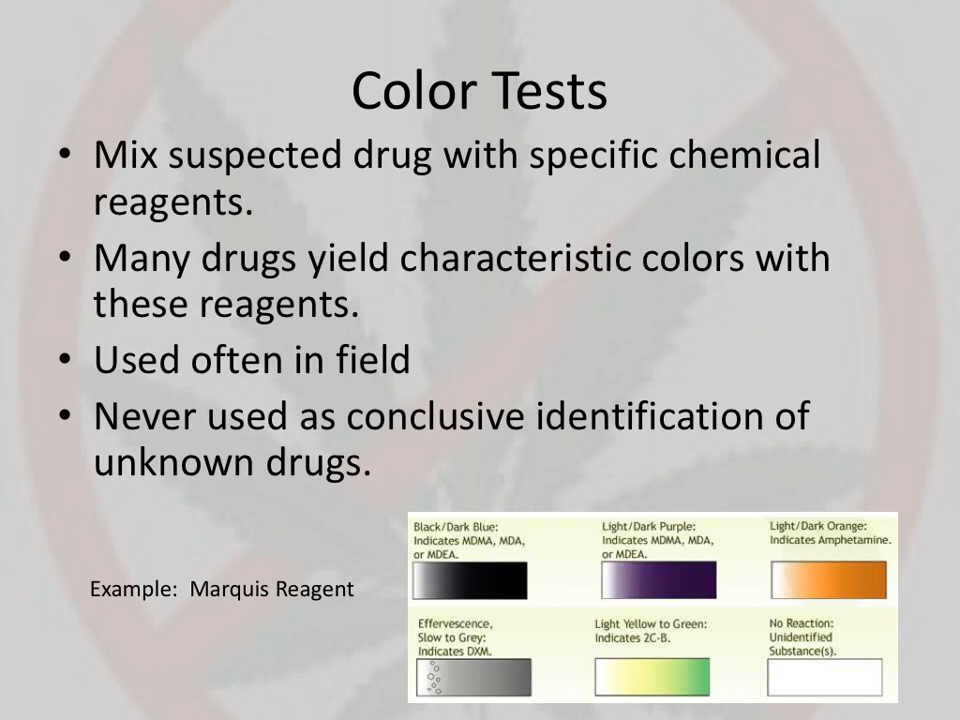 Color Tests
• Mix suspected drug with specific chemical
reagents.
• Many drugs yield characteristic colors with
these reagents.
• Used often in field
• Never used as conclusive identification of
unknown drugs.
Example: Marquis Reagent
Black/Dark Blue:
Indicates MDMA, MDA,
or MDEA.
Light/Dark Purple:
Indicates MDMA, MDA,
or MDEA.
Light/Dark Orange:
Indicates Amphetamine.
Effervescence,
Slow to Grey:
Indicates DXM.
Light Yellow to Green:
Indicates 2C-B.
No Reaction:
Unidentified
Substance(s).